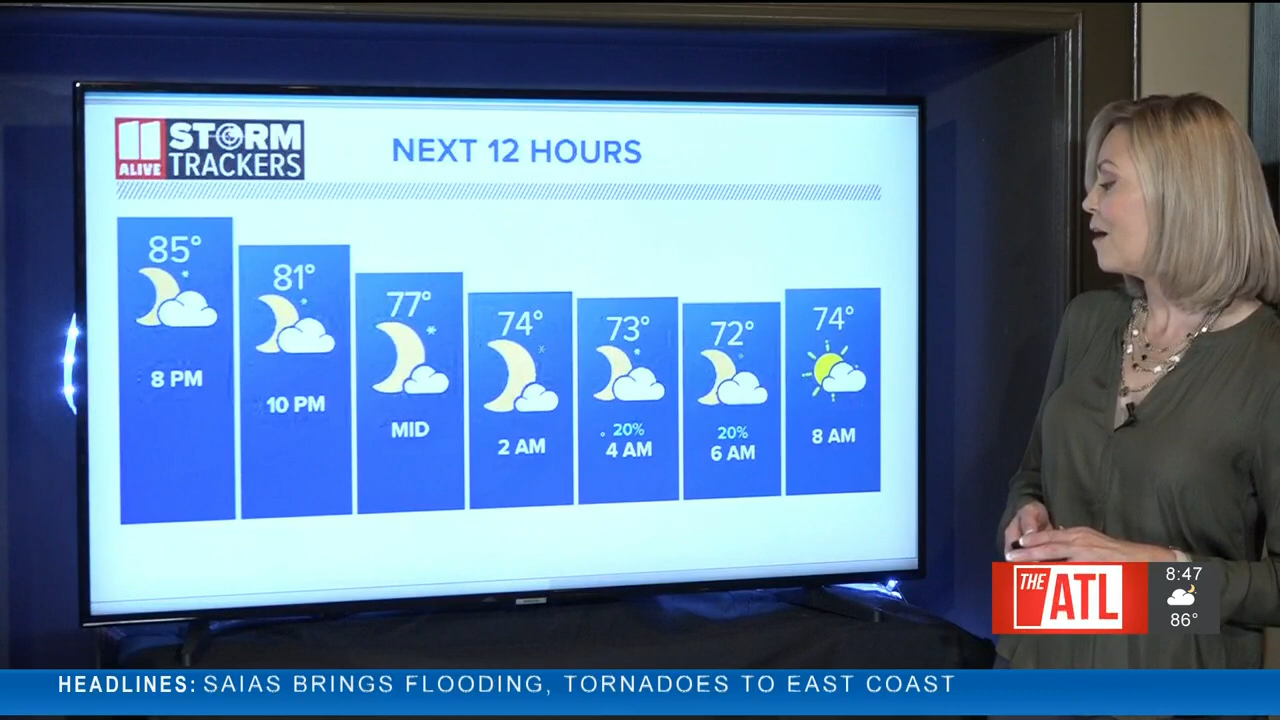 11
ALIVE
STORM
TRACKERS
NEXT 12 HOURS
85°
8 PM
81°
10 PM
77°
MID
74°
2 AM
73°
20%
4 AM
72°
20%
6 AM
74°
8 AM
THE
ATL
8:47
86°
HEADLINES: SAIAS BRINGS FLOODING, TORNADOES TO EAST COAST